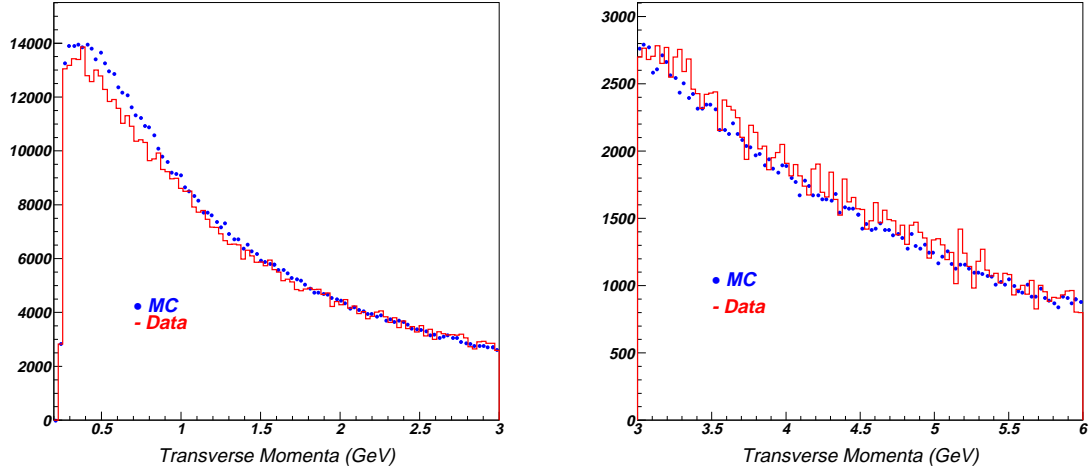 14000
12000
10000
8000
6000
4000
2000
0
0.5 1 1.5 2 2.5 3
Transverse Momenta (GeV)
• MC
- Data
3000
2500
2000
1500
1000
500
0
3 3.5 4 4.5 5 5.5 6
Transverse Momenta (GeV)
• MC
- Data